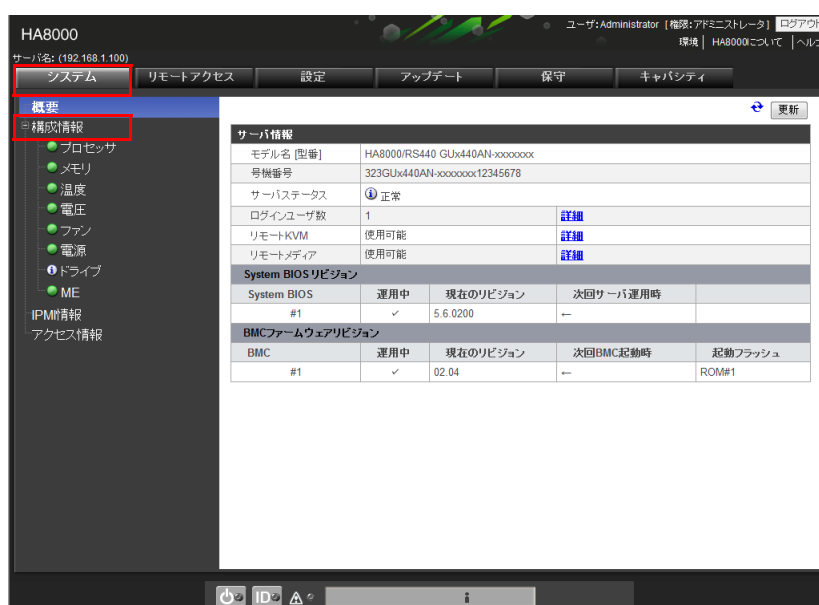 HA8000
ユーザ:Administrator [権限:アドミニストレータ] ログアウト
環境 | HA8000について | ヘル
サーバ名: (192.168.1.100)
システム リモートアクセス 設定 アップデート 保守 キャパシティ
概要
構成情報
プロセッサ
メモリ
温度
電圧
ファン
電源
ドライブ
ME
IPMI情報
アクセス情報
更新
サーバ情報
モデル名 [型番] HA8000/RS440 GUx440AN-xxxxxxx
号機番号 323GUx440AN-xxxxxxx12345678
サーバステータス 正常
ログインユーザ数 1 詳細
リモートKVM 使用可能 詳細
リモートメディア 使用可能 詳細
System BIOS リビジョン
System BIOS 運用中 現在のリビジョン 次回サーバ運用時
#1 ✓ 5.6.0200 ←
BMCファームウェアリビジョン
BMC 運用中 現在のリビジョン 次回BMC起動時 起動フラッシュ
#1 ✓ 02.04 ← ROM#1
ID